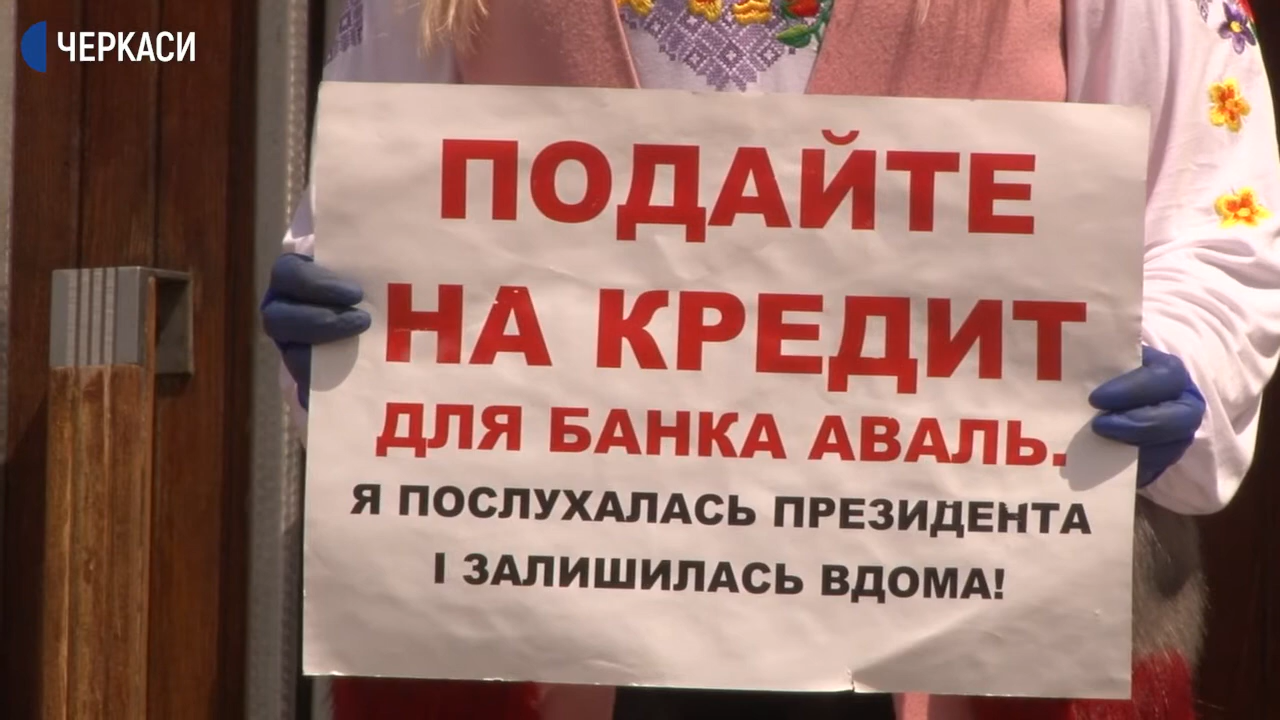 ЧЕРКАСИ
ПОДАЙТЕ
НА КРЕДИТ
ДЛЯ БАНКА АВАЛЬ.
Я ПОСЛУХАЛАСЬ ПРЕЗИДЕНТА
І ЗАЛИШИЛАСЬ ВДОМА!